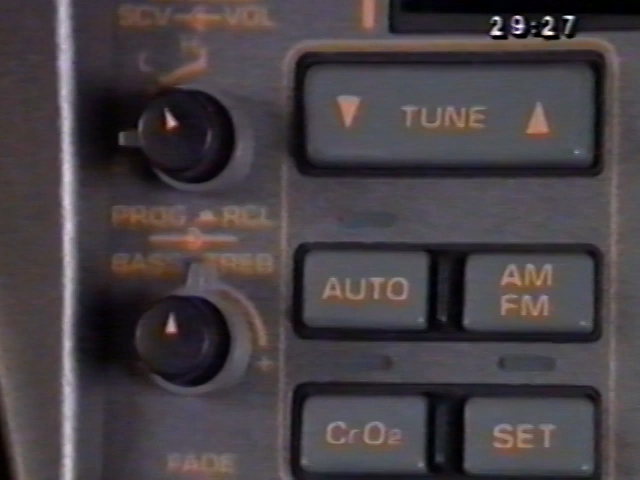 SCV VOL
29:27
TUNE
PROG RCL
BASS TREB
AUTO
AM
FM
CrO2
SET
FADE